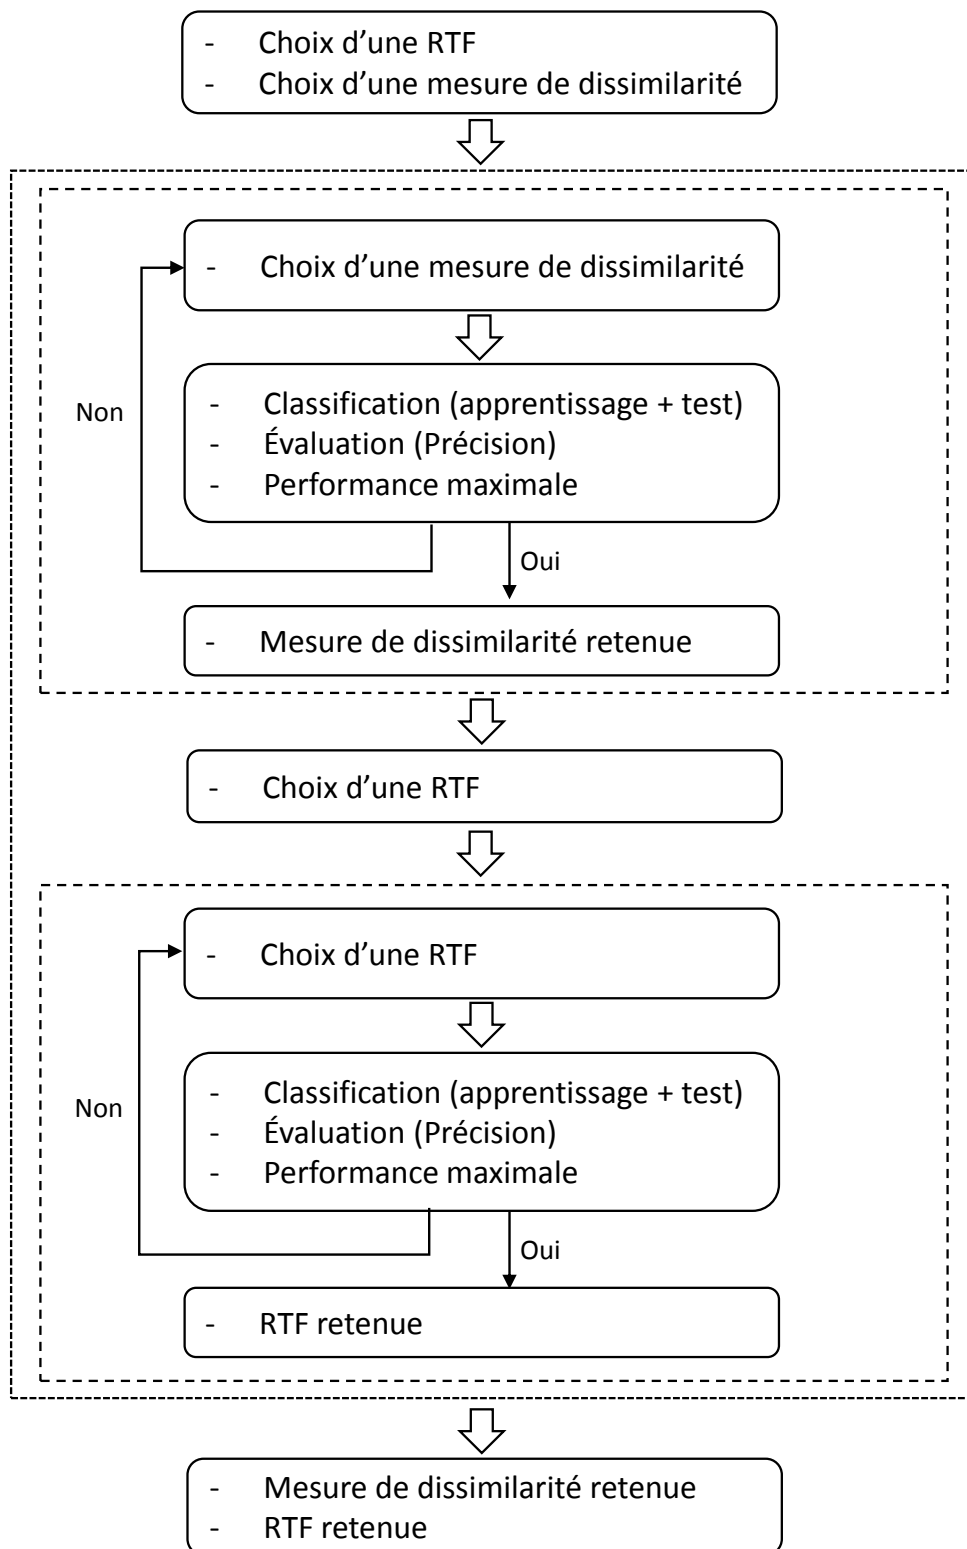 - Choix d’une RTF
- Choix d’une mesure de dissimilarité
- Choix d’une mesure de dissimilarité
Non
- Classification (apprentissage + test)
- Évaluation (Précision)
- Performance maximale
Oui
- Mesure de dissimilarité retenue
- Choix d’une RTF
- Choix d’une RTF
- Classification (apprentissage + test)
Non
- Évaluation (Précision)
- Performance maximale
Oui
- RTF retenue
- Mesure de dissimilarité retenue
- RTF retenue